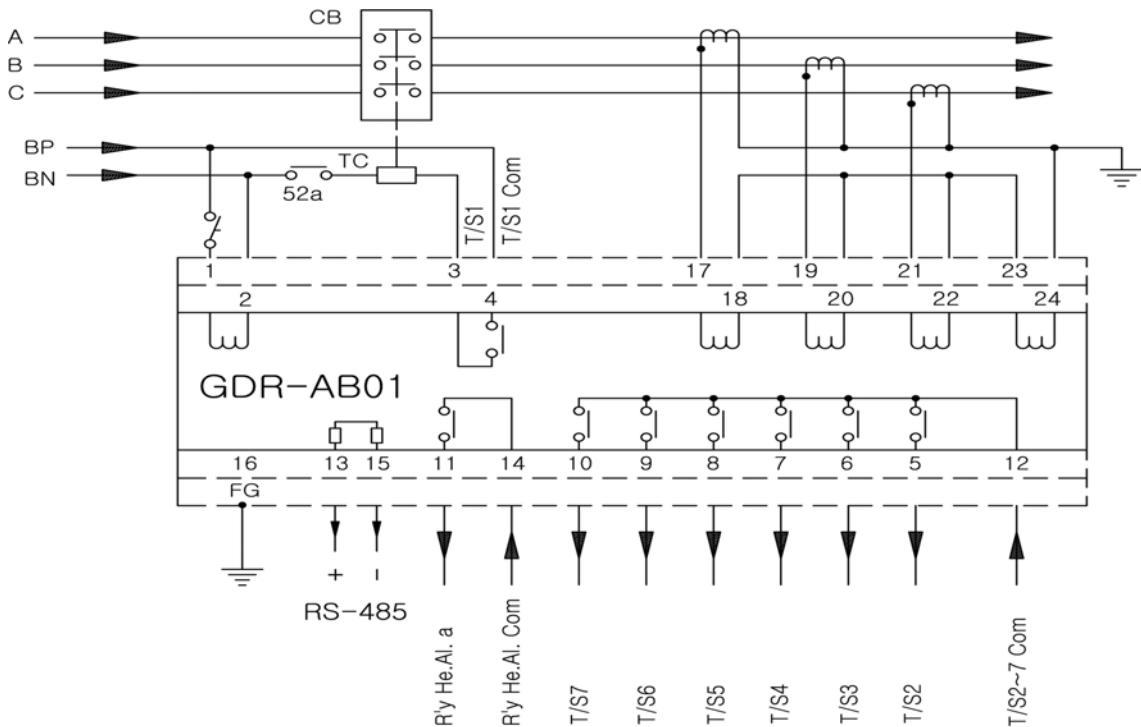 CB
A
B
C
BP
TC
BN
52a
T/S1
T/S1 Com
1 3 17 19 21 23
2 4 18 20 22 24
GDR-AB01
16 13 15 11 14 10 9 8 7 6 5 12
FG
+ -
RS-485
R'y He.Al. a
R'y He.Al. Com
T/S7
T/S6
T/S5
T/S4
T/S3
T/S2
T/S2~7 Com